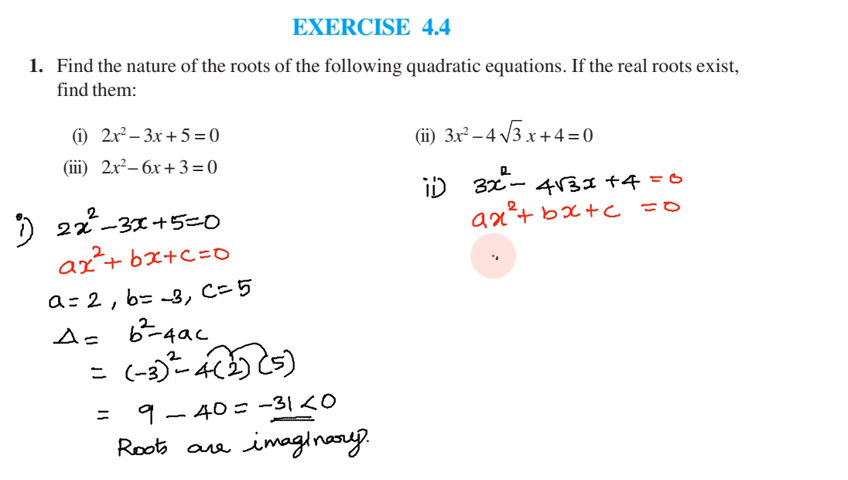 EXERCISE 4.4
1. Find the nature of the roots of the following quadratic equations. If the real roots exist,
find them:
(i) 2x² – 3x + 5 = 0
(ii) 3x² – 4√3 x + 4 = 0
(iii) 2x² – 6x + 3 = 0
i) 2x² - 3x + 5 = 0
ax² + bx + c = 0
a = 2 , b = -3, c = 5
Δ = b² - 4ac
= (-3)² - 4(2)(5)
= 9 - 40 = -31 < 0
Roots are imaginary.
ii) 3x² - 4√3x + 4 = 0
ax² + bx + c = 0